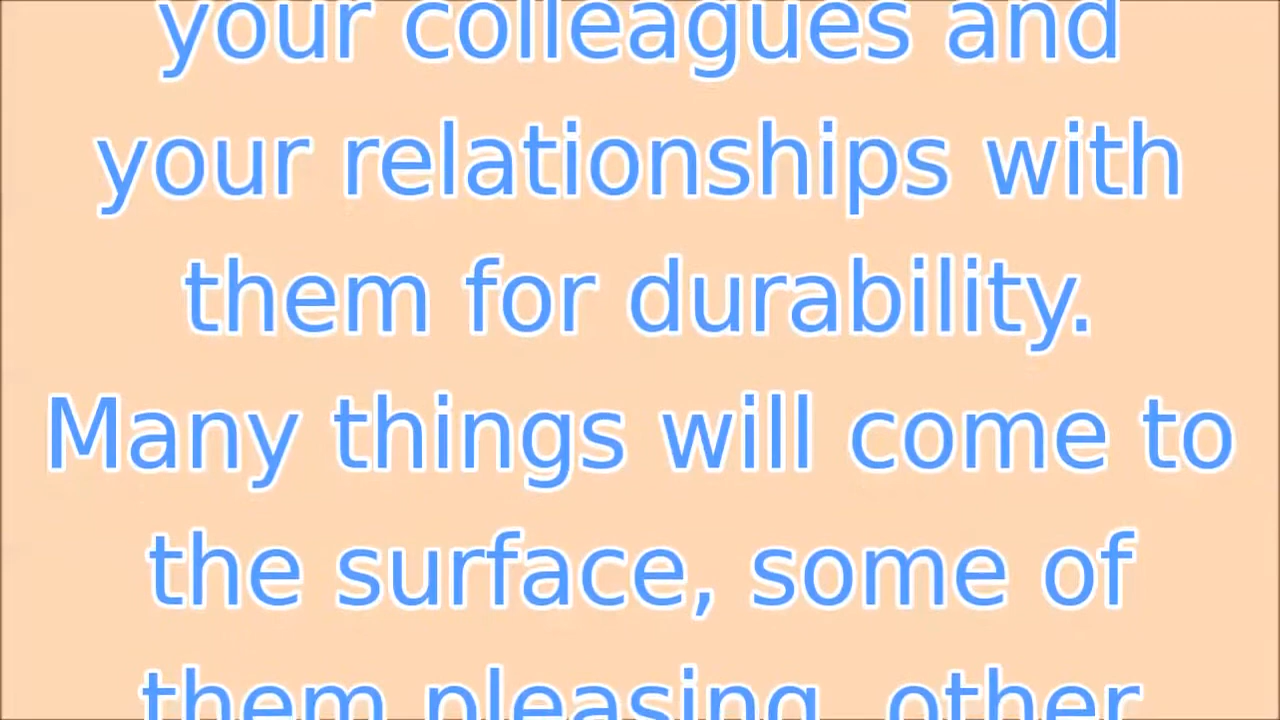 your colleagues and
your relationships with
them for durability.
Many things will come to
the surface, some of
them pleasing, other